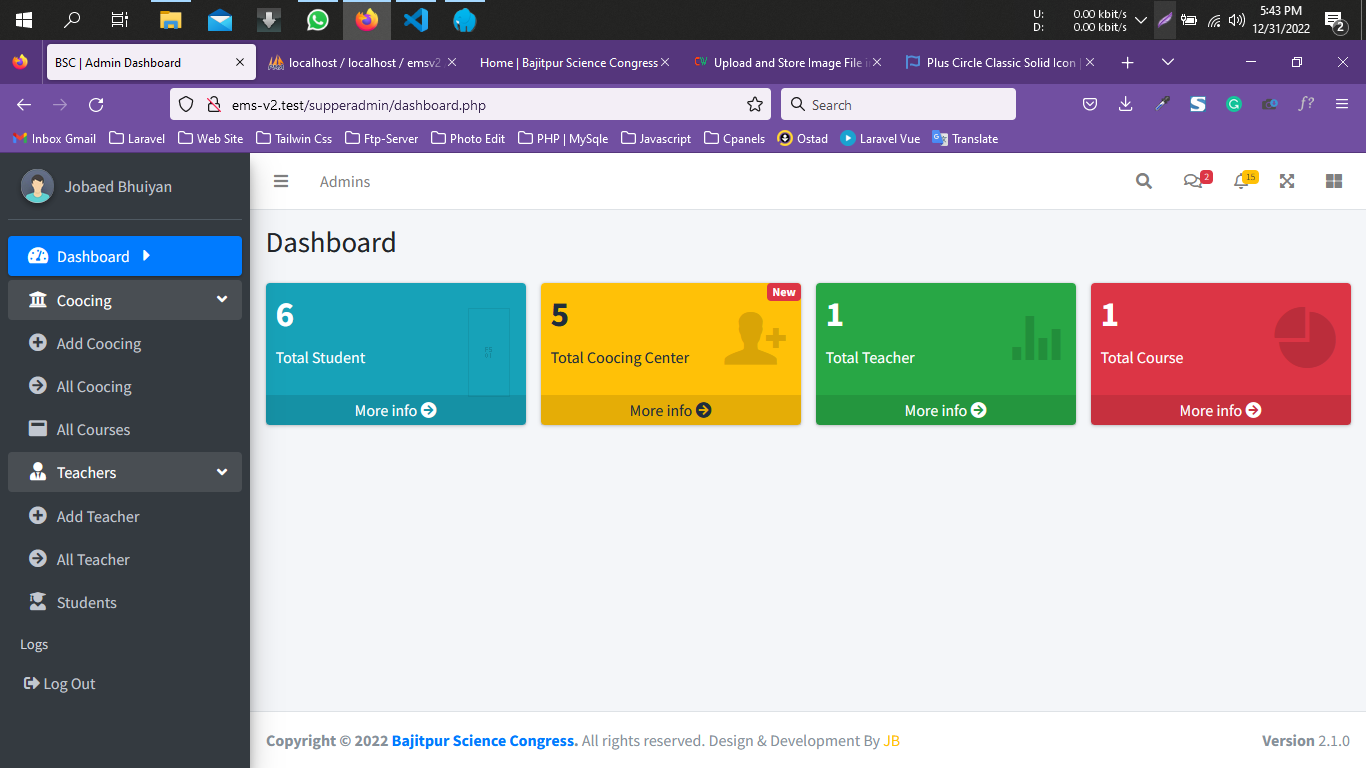 U: 0.00 kbit/s
D: 0.00 kbit/s
5:43 PM
12/31/2022
2
BSC | Admin Dashboard
localhost / localhost / emsv2
Home | Bajitpur Science Congress
CW Upload and Store Image File i
Plus Circle Classic Solid Icon |
ems-v2.test/supperadmin/dashboard.php
Search
S
G
f?
Inbox Gmail
Laravel
Web Site
Tailwin Css
Ftp-Server
Photo Edit
PHP | MySqle
Javascript
Cpanels
Ostad
Laravel Vue
Translate
Jobaed Bhuiyan
Admins
2
15
Dashboard
Coocing
Add Coocing
All Coocing
All Courses
Teachers
Add Teacher
All Teacher
Students
Logs
Log Out
Dashboard
6
Total Student
More info
New
5
Total Coocing Center
More info
1
Total Teacher
More info
1
Total Course
More info
Copyright © 2022 Bajitpur Science Congress. All rights reserved. Design & Development By JB
Version 2.1.0